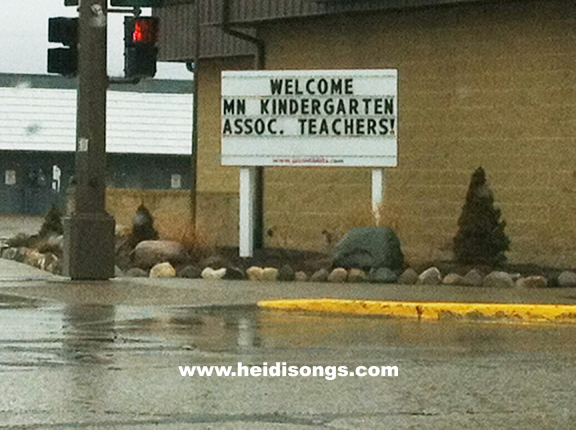 WELCOME
MN KINDERGARTEN
ASSOC. TEACHERS!
www.heidisongs.com